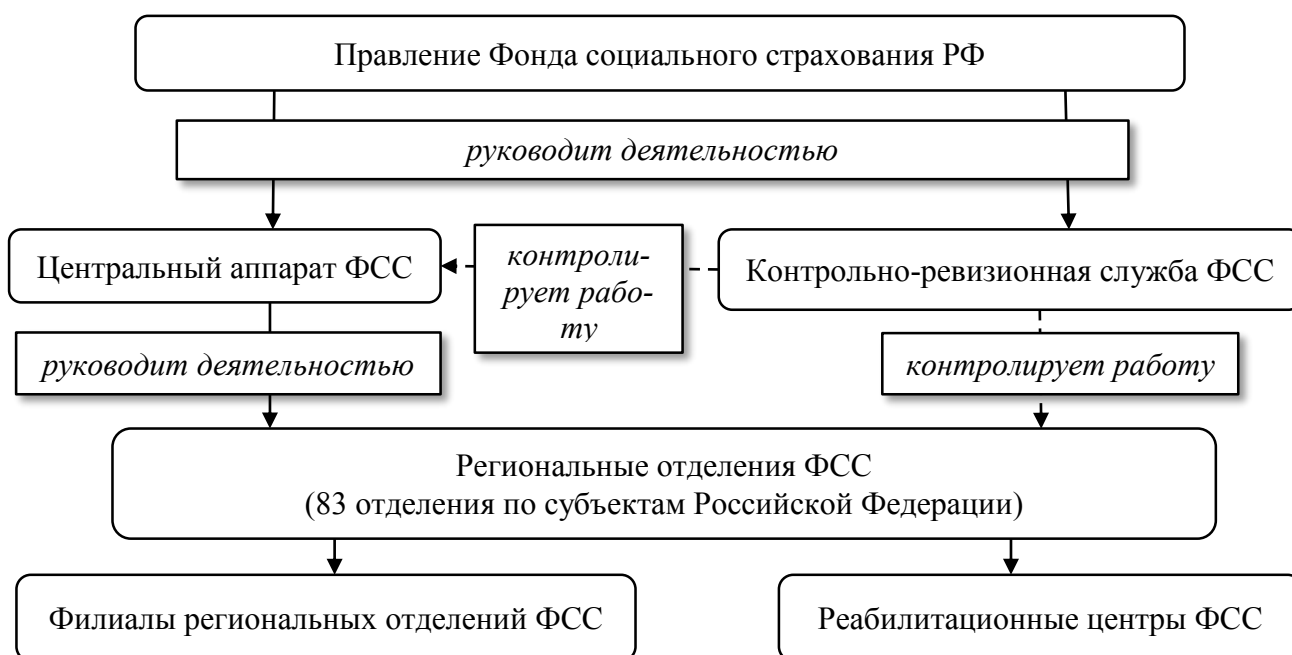 Правление Фонда социального страхования РФ
руководит деятельностью
Центральный аппарат ФСС
контроли-
рует рабо-
ту
Контрольно-ревизионная служба ФСС
руководит деятельностью
контролирует работу
Региональные отделения ФСС
(83 отделения по субъектам Российской Федерации)
Филиалы региональных отделений ФСС
Реабилитационные центры ФСС